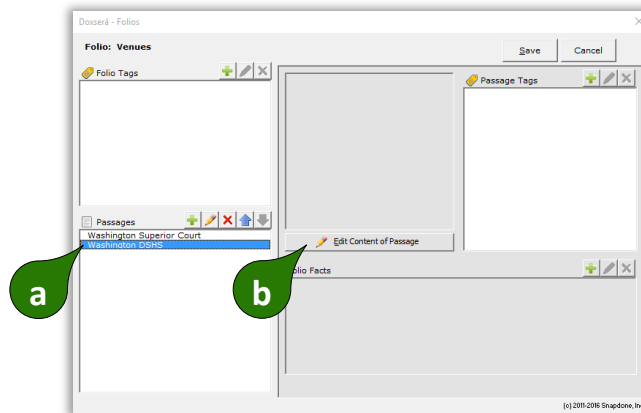 Doxserá - Folios
Folio: Venues
Save
Cancel
Folio Tags
Passage Tags
Passages
Washington Superior Court
Washington DSHS
Edit Content of Passage
a
b
olio Facts
(c) 2011-2016 Snapdone, Inc